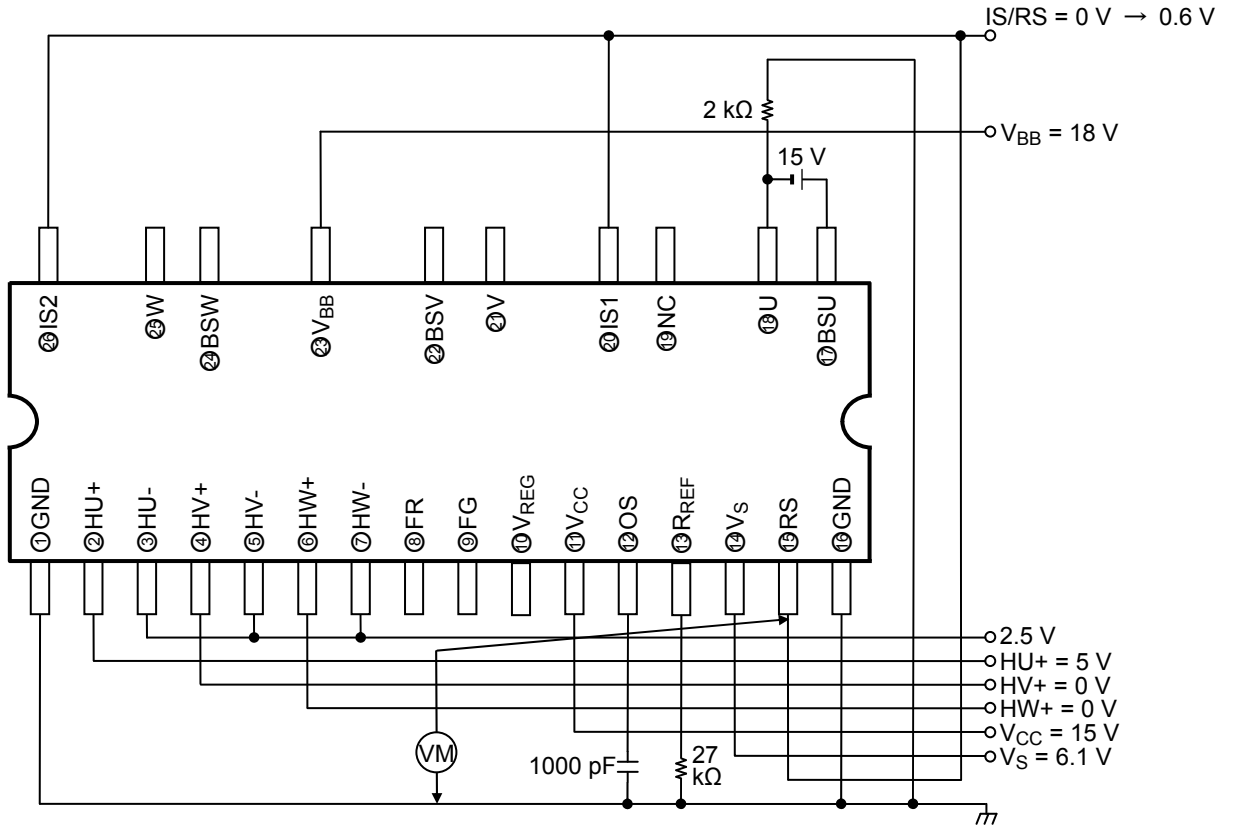 IS/RS = 0 V → 0.6 V
2 kΩ
V_BB = 18 V
15 V
㉖IS2
㉕W
㉔BSW
㉓V_BB
㉒BSV
㉑V
⑳IS1
⑲NC
⑱U
⑰BSU
①GND
②HU+
③HU-
④HV+
⑤HV-
⑥HW+
⑦HW-
⑧FR
⑨FG
⑩V_REG
⑪V_CC
⑫OS
⑬R_REF
⑭V_S
⑮RS
⑯GND
2.5 V
HU+ = 5 V
HV+ = 0 V
HW+ = 0 V
V_CC = 15 V
V_S = 6.1 V
VM
1000 pF
27
kΩ